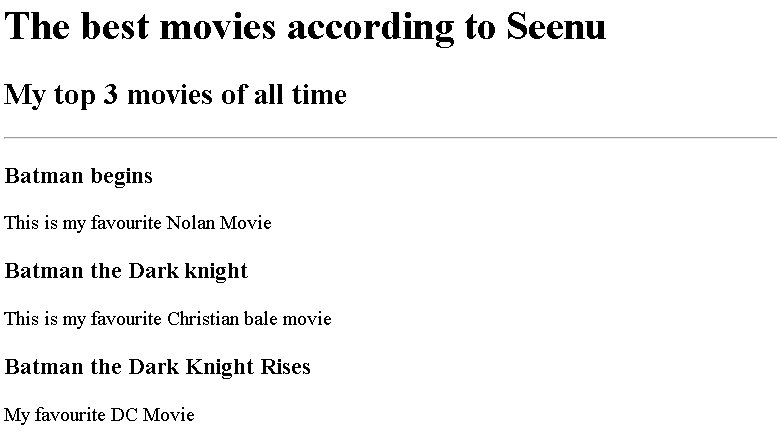 The best movies according to Seenu
My top 3 movies of all time
Batman begins
This is my favourite Nolan Movie
Batman the Dark knight
This is my favourite Christian bale movie
Batman the Dark Knight Rises
My favourite DC Movie